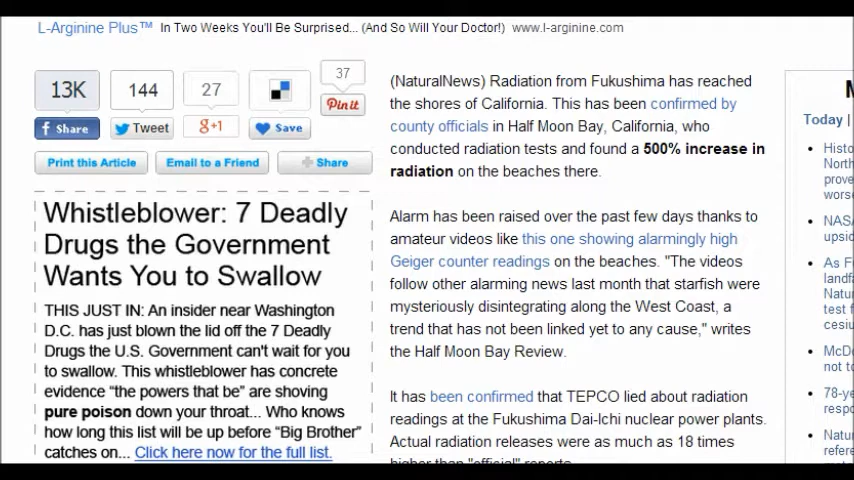 L-Arginine Plus™ In Two Weeks You'll Be Surprised... (And So Will Your Doctor!) www.l-arginine.com
13K
144
27
37
Share
Tweet
g+1
Save
Pin it
Print this Article
Email to a Friend
Share
Whistleblower: 7 Deadly
Drugs the Government
Wants You to Swallow
THIS JUST IN: An insider near Washington
D.C. has just blown the lid off the 7 Deadly
Drugs the U.S. Government can't wait for you
to swallow. This whistleblower has concrete
evidence “the powers that be” are shoving
pure poison down your throat... Who knows
how long this list will be up before “Big Brother”
catches on... Click here now for the full list.
(NaturalNews) Radiation from Fukushima has reached
the shores of California. This has been confirmed by
county officials in Half Moon Bay, California, who
conducted radiation tests and found a 500% increase in
radiation on the beaches there.
Alarm has been raised over the past few days thanks to
amateur videos like this one showing alarmingly high
Geiger counter readings on the beaches. "The videos
follow other alarming news last month that starfish were
mysteriously disintegrating along the West Coast, a
trend that has not been linked yet to any cause," writes
the Half Moon Bay Review.
It has been confirmed that TEPCO lied about radiation
readings at the Fukushima Dai-Ichi nuclear power plants.
Actual radiation releases were as much as 18 times
higher than "official" reports
Today |